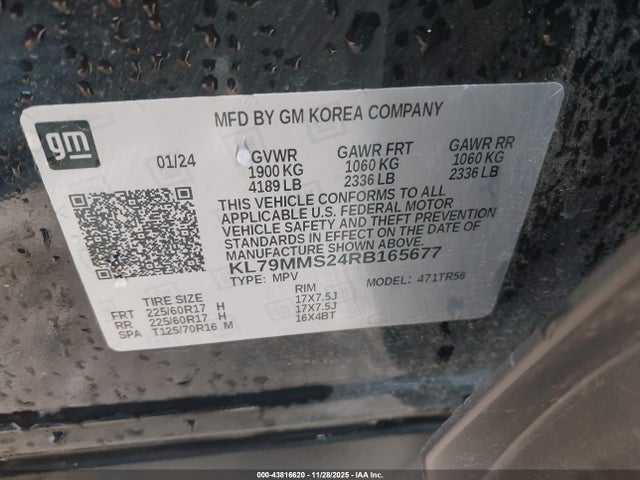 MFD BY GM KOREA COMPANY
gm
01/24 GVWR GAWR FRT GAWR RR
1900 KG 1060 KG 1060 KG
4189 LB 2336 LB 2336 LB
THIS VEHICLE CONFORMS TO ALL
APPLICABLE U.S. FEDERAL MOTOR
VEHICLE SAFETY AND THEFT PREVENTION
STANDARDS IN EFFECT ON THE DATE OF
MANUFACTURE SHOWN ABOVE.
KL79MMS24RB165677
TYPE: MPV MODEL: 471TR56
TIRE SIZE RIM
FRT 225/60R17 H 17X7.5J
RR 225/60R17 H 17X7.5J
SPA T125/70R16 M 16X4BT
000-43816620 - 11/28/2025 - IAA Inc.